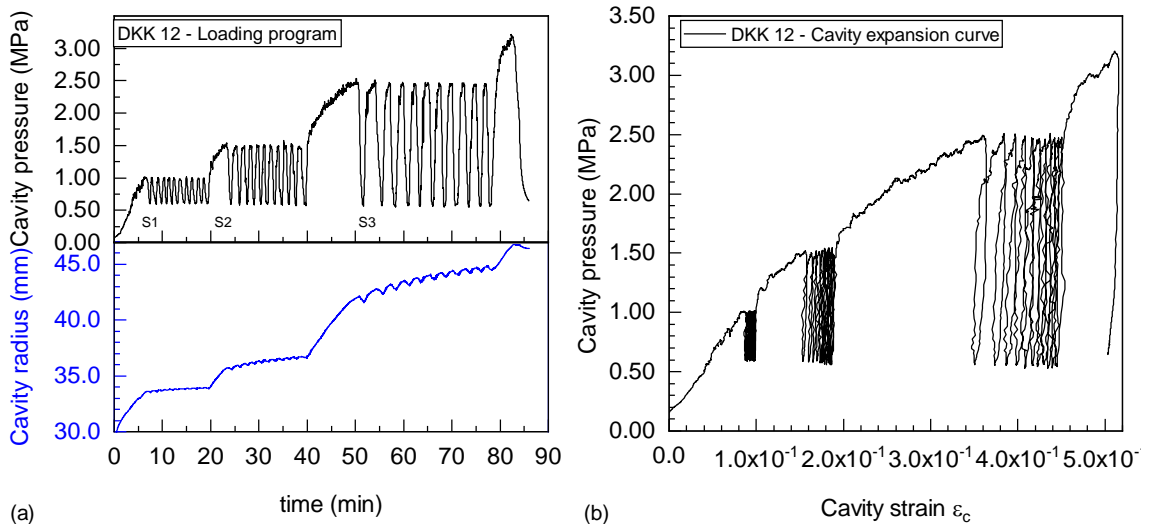 DKK 12 - Loading program
Cavity pressure (MPa)
3.00
2.50
2.00
1.50
1.00
0.50
0.00
S1
S2
S3
Cavity radius (mm)
45.0
40.0
35.0
30.0
0 10 20 30 40 50 60 70 80 90
time (min)
(a)
DKK 12 - Cavity expansion curve
Cavity pressure (MPa)
3.50
3.00
2.50
2.00
1.50
1.00
0.50
0.00
0.0 1.0x10⁻¹ 2.0x10⁻¹ 3.0x10⁻¹ 4.0x10⁻¹ 5.0x10⁻
Cavity strain ε_c
(b)